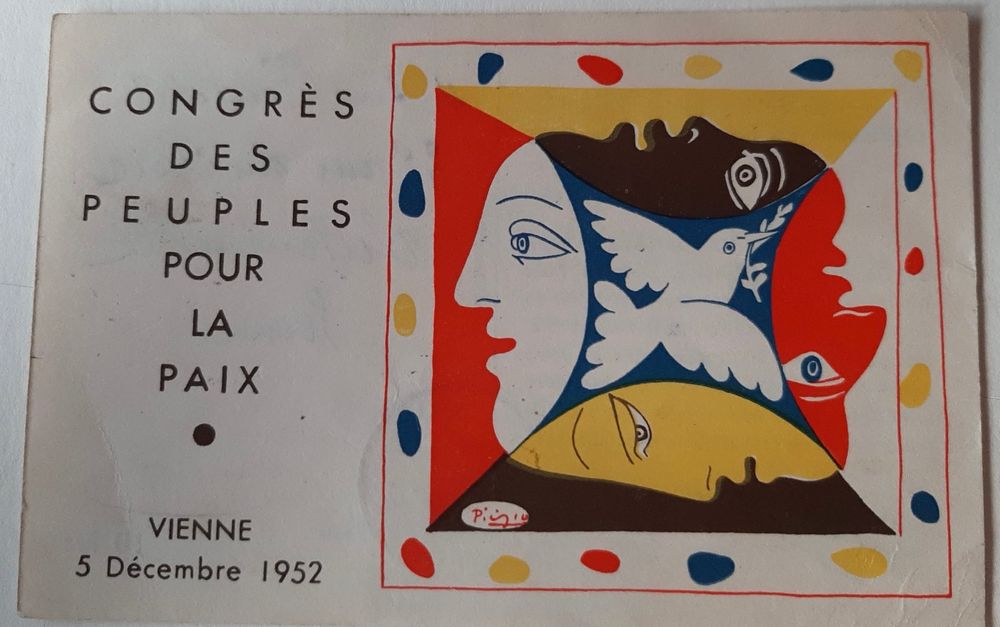 CONGRÈS
DES
PEUPLES
POUR
LA
PAIX
VIENNE
5 Décembre 1952
Picasso